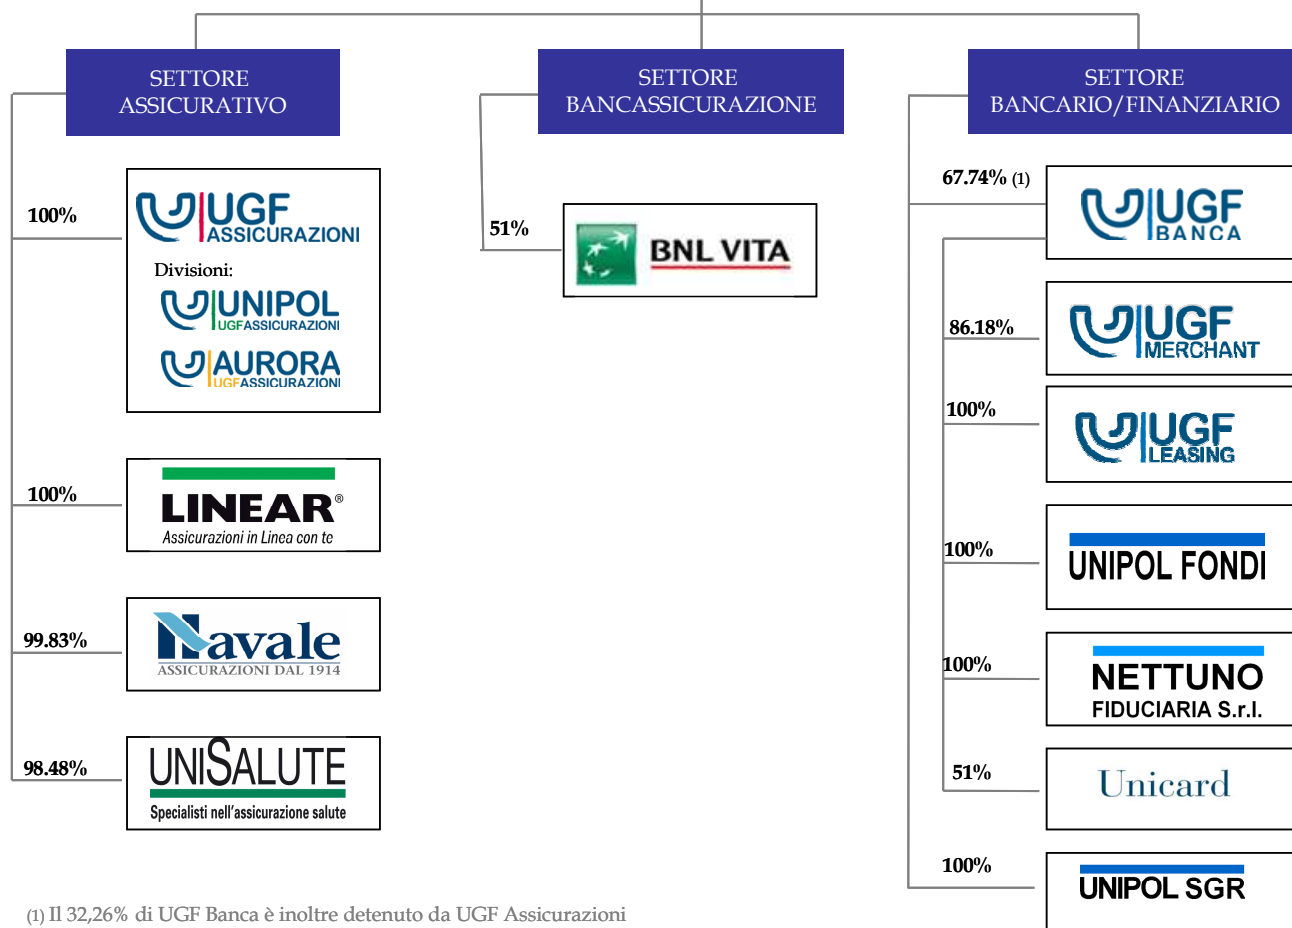 SETTORE
ASSICURATIVO
100%
UGF
ASSICURAZIONI
Divisioni:
UNIPOL
UGFASSICURAZIONI
AURORA
UGFASSICURAZIONI
100%
LINEAR®
Assicurazioni in Linea con te
99.83%
Navale
ASSICURAZIONI DAL 1914
98.48%
UNISALUTE
Specialisti nell'assicurazione salute
SETTORE
BANCASSICURAZIONE
51%
BNL VITA
SETTORE
BANCARIO/FINANZIARIO
67.74% (1)
UGF
BANCA
86.18%
UGF
MERCHANT
100%
UGF
LEASING
100%
UNIPOL FONDI
100%
NETTUNO
FIDUCIARIA S.r.l.
51%
Unicard
100%
UNIPOL SGR
(1) Il 32,26% di UGF Banca è inoltre detenuto da UGF Assicurazioni